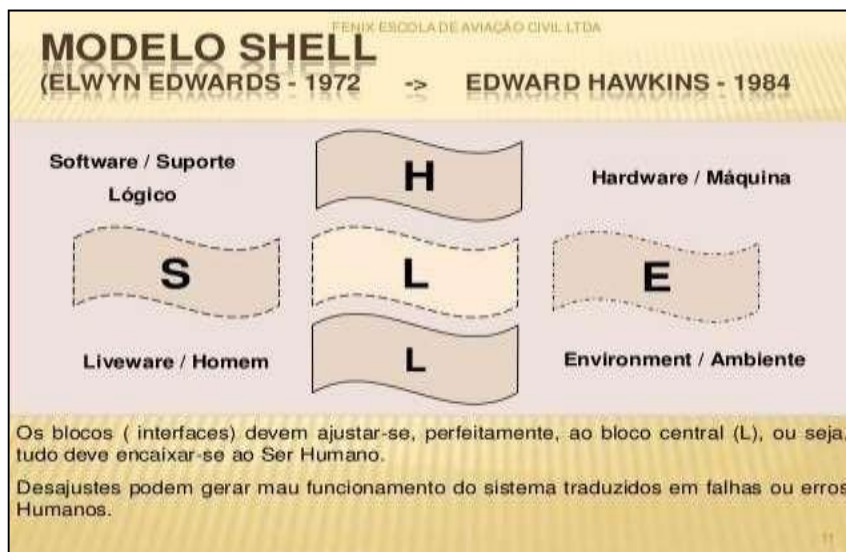 FENIX ESCOLA DE AVIAÇÃO CIVIL LTDA
MODELO SHELL
(ELWYN EDWARDS - 1972 -> EDWARD HAWKINS - 1984
Software / Suporte
Lógico
H
Hardware / Máquina
S
L
E
Liveware / Homem
L
Environment / Ambiente
Os blocos ( interfaces) devem ajustar-se, perfeitamente, ao bloco central (L), ou seja,
tudo deve encaixar-se ao Ser Humano.
Desajustes podem gerar mau funcionamento do sistema traduzidos em falhas ou erros
Humanos.
11